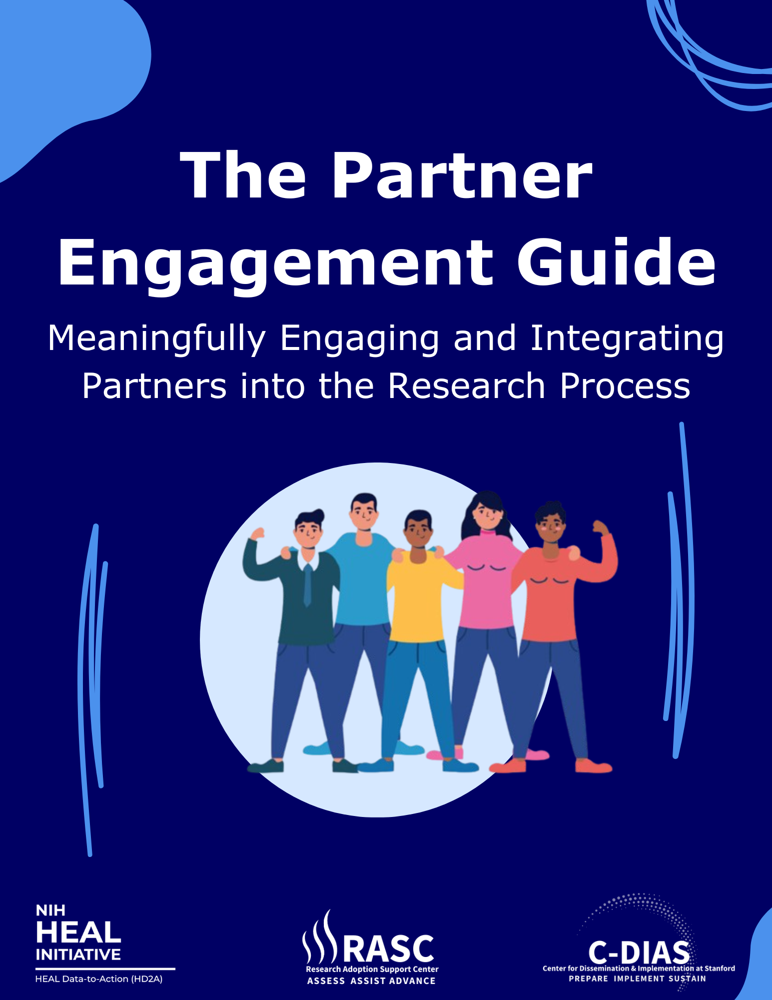 The Partner
Engagement Guide
Meaningfully Engaging and Integrating
Partners into the Research Process
NIH
HEAL
INITIATIVE
HEAL Data-to-Action (HD2A)
RASC
Research Adoption Support Center
ASSESS ASSIST ADVANCE
C-DIAS
Center for Dissemination & Implementation at Stanford
PREPARE IMPLEMENT SUSTAIN